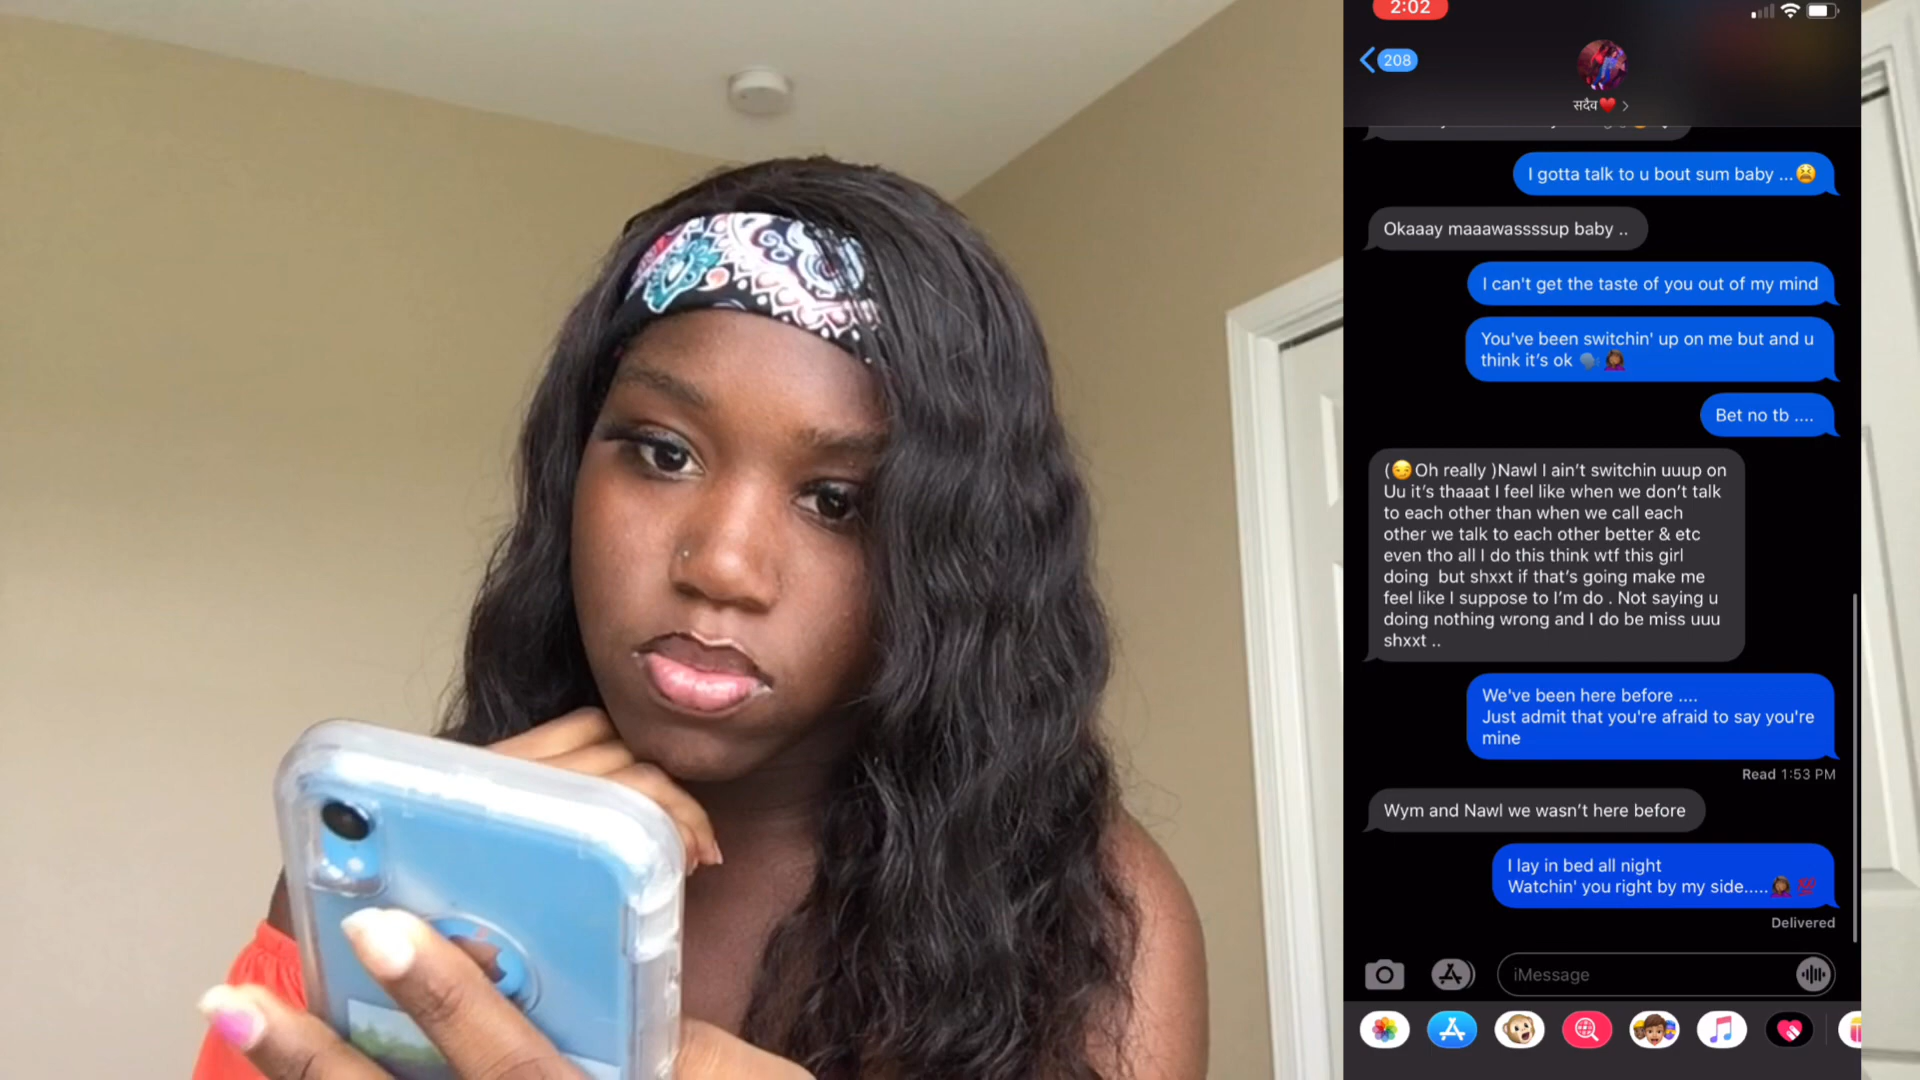 2:02
208
सदैव❤️ >
I gotta talk to u bout sum baby ...😫
Okaaay maaawassssup baby ..
I can't get the taste of you out of my mind
You've been switchin' up on me but and u
think it's ok 🗣🤦🏾‍♀️
Bet no tb ....
(😏Oh really )Nawl I ain't switchin uuup on
Uu it's thaaat I feel like when we don't talk
to each other than when we call each
other we talk to each other better & etc
even tho all I do this think wtf this girl
doing  but shxxt if that's going make me
feel like I suppose to I'm do . Not saying u
doing nothing wrong and I do be miss uuu
shxxt ..
We've been here before ....
Just admit that you're afraid to say you're
mine
Read 1:53 PM
Wym and Nawl we wasn't here before
I lay in bed all night
Watchin' you right by my side.....🤦🏾‍♀️💯
Delivered
iMessage